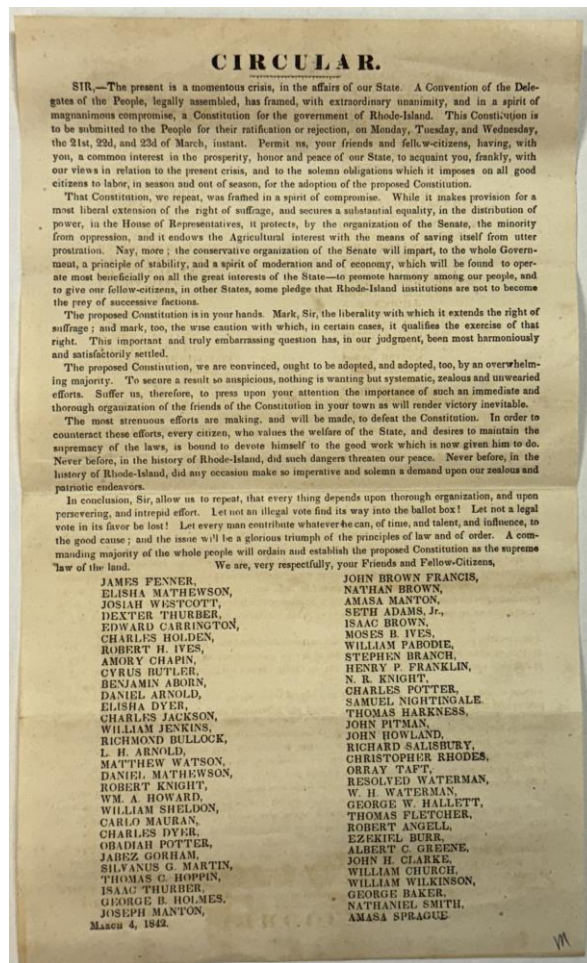 CIRCULAR.
SIR,—The present is a momentous crisis, in the affairs of our State. A Convention of the Dele-
gates of the People, legally assembled, has framed, with extraordinary unanimity, and in a spirit of
magnanimous compromise, a Constitution for the government of Rhode-Island. This Constitution is
to be submitted to the People for their ratification or rejection, on Monday, Tuesday, and Wednesday,
the 21st, 22d, and 23d of March, instant. Permit us, your friends and fellow-citizens, having, with
you, a common interest in the prosperity, honor and peace of our State, to acquaint you, frankly, with
our views in relation to the present crisis, and to the solemn obligations which it imposes on all good
citizens to labor, in season and out of season, for the adoption of the proposed Constitution.
That Constitution, we repeat, was framed in a spirit of compromise. While it makes provision for a
most liberal extension of the right of suffrage, and secures a substantial equality, in the distribution of
power, in the House of Representatives, it protects, by the organization of the Senate, the minority
from oppression, and it endows the Agricultural interest with the means of saving itself from utter
prostration. Nay, more; the conservative organization of the Senate will impart, to the whole Govern-
ment, a principle of stability, and a spirit of moderation and of economy, which will be found to oper-
ate most beneficially on all the great interests of the State—to promote harmony among our people, and
to give our fellow-citizens, in other States, some pledge that Rhode-Island institutions are not to become
the prey of successive factions.
The proposed Constitution is in your hands. Mark, Sir, the liberality with which it extends the right of
suffrage; and mark, too, the wise caution with which, in certain cases, it qualifies the exercise of that
right. This important and truly embarrassing question has, in our judgment, been most harmoniously
and satisfactorily settled.
The proposed Constitution, we are convinced, ought to be adopted, and adopted, too, by an overwhelm-
ing majority. To secure a result so auspicious, nothing is wanting but systematic, zealous and unwearied
efforts. Suffer us, therefore, to press upon your attention the importance of such an immediate and
thorough organization of the friends of the Constitution in your town as will render victory inevitable.
The most strenuous efforts are making, and will be made, to defeat the Constitution. In order to
counteract these efforts, every citizen, who values the welfare of the State, and desires to maintain the
supremacy of the laws, is bound to devote himself to the good work which is now given him to do.
Never before, in the history of Rhode-Island, did such dangers threaten our peace. Never before, in the
history of Rhode-Island, did any occasion make so imperative and solemn a demand upon our zealous and
patriotic endeavors.
In conclusion, Sir, allow us to repeat, that every thing depends upon thorough organization, and upon
persevering, and intrepid effort. Let not an illegal vote find its way into the ballot box! Let not a legal
vote in its favor be lost! Let every man contribute whatever he can, of time, and talent, and influence, to
the good cause; and the issue will be a glorious triumph of the principles of law and of order. A com-
manding majority of the whole people will ordain and establish the proposed Constitution as the supreme
law of the land. We are, very respectfully, your Friends and Fellow-Citizens,
JAMES FENNER,
ELISHA MATHEWSON,
JOSIAH WESTCOTT,
DEXTER THURBER,
EDWARD CARRINGTON,
CHARLES HOLDEN,
ROBERT H. IVES,
AMORY CHAPIN,
CYRUS BUTLER,
BENJAMIN ABORN,
DANIEL ARNOLD,
ELISHA DYER,
CHARLES JACKSON,
WILLIAM JENKINS,
RICHMOND BULLOCK,
L. H. ARNOLD,
MATTHEW WATSON,
DANIEL MATHEWSON,
ROBERT KNIGHT,
WM. A. HOWARD,
WILLIAM SHELDON,
CARLO MAURAN,
CHARLES DYER,
OBADIAH POTTER,
JABEZ GORHAM,
SILVANUS G. MARTIN,
THOMAS C. HOPPIN,
ISAAC THURBER,
GEORGE B. HOLMES,
JOSEPH MANTON,
MARCH 4, 1842.
JOHN BROWN FRANCIS,
NATHAN BROWN,
AMASA MANTON,
SETH ADAMS, Jr.,
ISAAC BROWN,
MOSES B. IVES,
WILLIAM PABODIE,
STEPHEN BRANCH,
HENRY P. FRANKLIN,
N. R. KNIGHT,
CHARLES POTTER,
SAMUEL NIGHTINGALE
THOMAS HARKNESS,
JOHN PITMAN,
JOHN HOWLAND,
RICHARD SALISBURY,
CHRISTOPHER RHODES,
ORRAY TAFT,
RESOLVED WATERMAN,
W. H. WATERMAN,
GEORGE W. HALLETT,
THOMAS FLETCHER,
ROBERT ANGELL,
EZEKIEL BURR,
ALBERT C. GREENE,
JOHN H. CLARKE,
WILLIAM CHURCH,
WILLIAM WILKINSON,
GEORGE BAKER,
NATHANIEL SMITH,
AMASA SPRAGUE
M